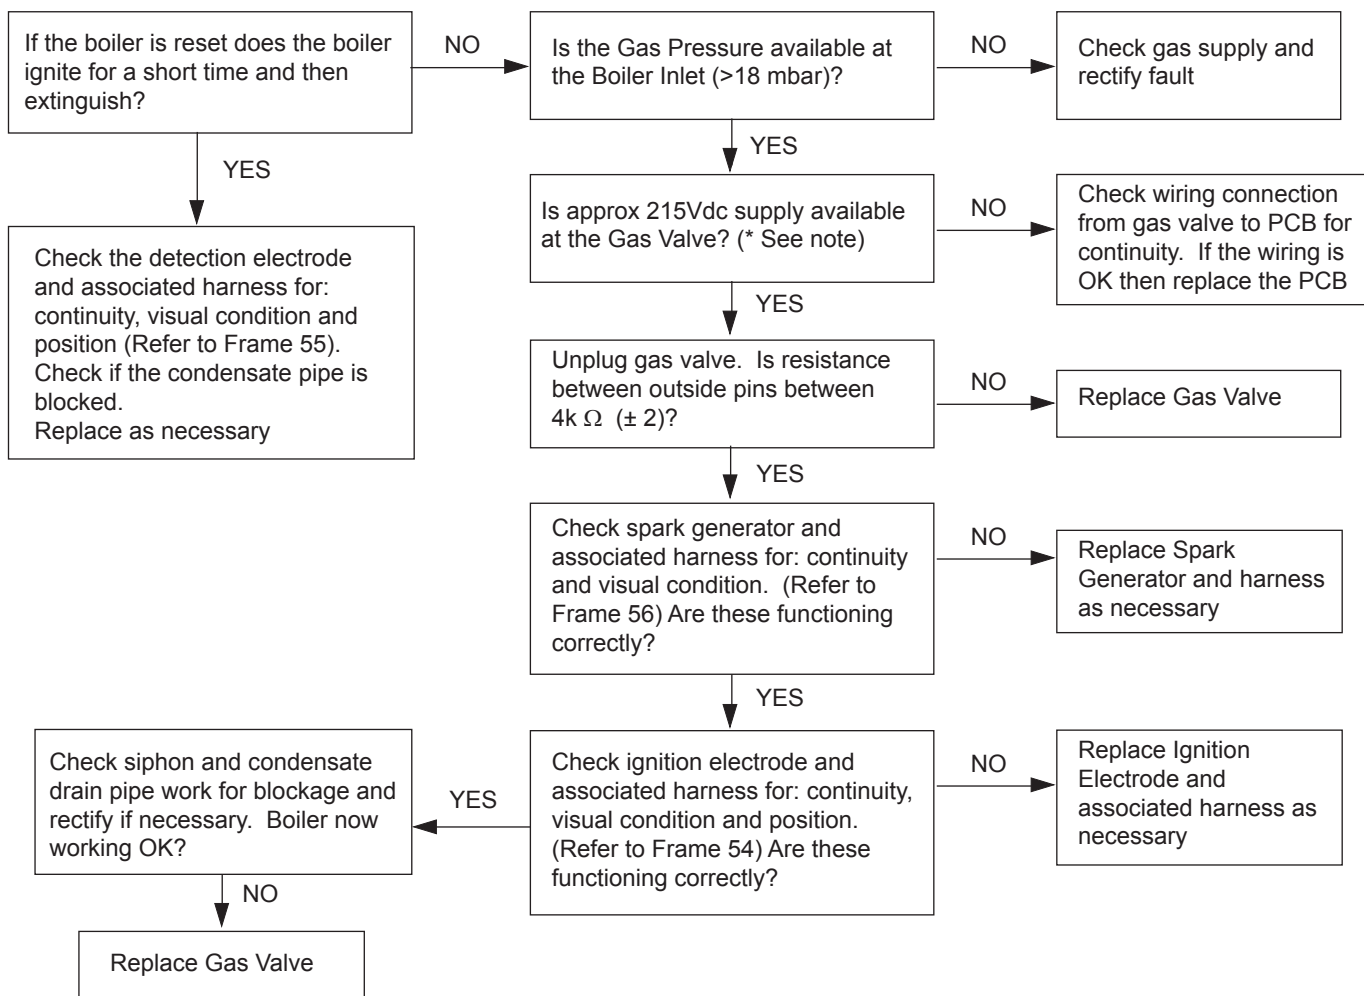 If the boiler is reset does the boiler
ignite for a short time and then
extinguish?
NO
Is the Gas Pressure available at
the Boiler Inlet (>18 mbar)?
NO
Check gas supply and
rectify fault
YES
YES
Check the detection electrode
and associated harness for:
continuity, visual condition and
position (Refer to Frame 55).
Check if the condensate pipe is
blocked.
Replace as necessary
Is approx 215Vdc supply available
at the Gas Valve? (* See note)
NO
Check wiring connection
from gas valve to PCB for
continuity.  If the wiring is
OK then replace the PCB
YES
Unplug gas valve.  Is resistance
between outside pins between
4k Ω  (± 2)?
NO
Replace Gas Valve
YES
Check spark generator and
associated harness for: continuity
and visual condition.  (Refer to
Frame 56) Are these functioning
correctly?
NO
Replace Spark
Generator and harness
as necessary
YES
Check ignition electrode and
associated harness for: continuity,
visual condition and position.
(Refer to Frame 54) Are these
functioning correctly?
NO
Replace Ignition
Electrode and
associated harness as
necessary
YES
Check siphon and condensate
drain pipe work for blockage and
rectify if necessary.  Boiler now
working OK?
NO
Replace Gas Valve